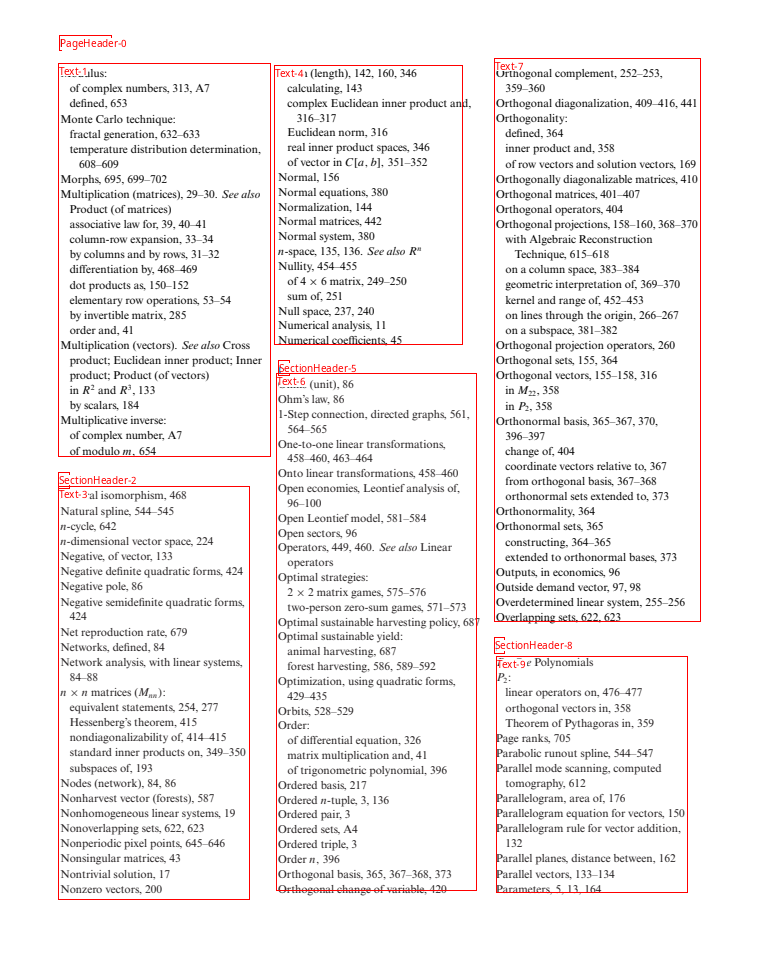 PageHeader-0
Text-1
ulus:
of complex numbers, 313, A7
defined, 653
Monte Carlo technique:
fractal generation, 632–633
temperature distribution determination,
608–609
Morphs, 695, 699–702
Multiplication (matrices), 29–30. See also
Product (of matrices)
associative law for, 39, 40–41
column-row expansion, 33–34
by columns and by rows, 31–32
differentiation by, 468–469
dot products as, 150–152
elementary row operations, 53–54
by invertible matrix, 285
order and, 41
Multiplication (vectors). See also Cross
product; Euclidean inner product; Inner
product; Product (of vectors)
in R² and R³, 133
by scalars, 184
Multiplicative inverse:
of complex number, A7
of modulo m, 654
SectionHeader-2
Text-3
al isomorphism, 468
Natural spline, 544–545
n-cycle, 642
n-dimensional vector space, 224
Negative, of vector, 133
Negative definite quadratic forms, 424
Negative pole, 86
Negative semidefinite quadratic forms,
424
Net reproduction rate, 679
Networks, defined, 84
Network analysis, with linear systems,
84–88
n × n matrices (Mₙₙ):
equivalent statements, 254, 277
Hessenberg's theorem, 415
nondiagonalizability of, 414–415
standard inner products on, 349–350
subspaces of, 193
Nodes (network), 84, 86
Nonharvest vector (forests), 587
Nonhomogeneous linear systems, 19
Nonoverlapping sets, 622, 623
Nonperiodic pixel points, 645–646
Nonsingular matrices, 43
Nontrivial solution, 17
Nonzero vectors, 200
Text-4
(length), 142, 160, 346
calculating, 143
complex Euclidean inner product and,
316–317
Euclidean norm, 316
real inner product spaces, 346
of vector in C[a, b], 351–352
Normal, 156
Normal equations, 380
Normalization, 144
Normal matrices, 442
Normal system, 380
n-space, 135, 136. See also Rⁿ
Nullity, 454–455
of 4 × 6 matrix, 249–250
sum of, 251
Null space, 237, 240
Numerical analysis, 11
Numerical coefficients, 45
SectionHeader-5
Text-6
(unit), 86
Ohm's law, 86
1-Step connection, directed graphs, 561,
564–565
One-to-one linear transformations,
458–460, 463–464
Onto linear transformations, 458–460
Open economies, Leontief analysis of,
96–100
Open Leontief model, 581–584
Open sectors, 96
Operators, 449, 460. See also Linear
operators
Optimal strategies:
2 × 2 matrix games, 575–576
two-person zero-sum games, 571–573
Optimal sustainable harvesting policy, 687
Optimal sustainable yield:
animal harvesting, 687
forest harvesting, 586, 589–592
Optimization, using quadratic forms,
429–435
Orbits, 528–529
Order:
of differential equation, 326
matrix multiplication and, 41
of trigonometric polynomial, 396
Ordered basis, 217
Ordered n-tuple, 3, 136
Ordered pair, 3
Ordered sets, A4
Ordered triple, 3
Order n, 396
Orthogonal basis, 365, 367–368, 373
Orthogonal change of variable, 420
Text-7
Orthogonal complement, 252–253,
359–360
Orthogonal diagonalization, 409–416, 441
Orthogonality:
defined, 364
inner product and, 358
of row vectors and solution vectors, 169
Orthogonally diagonalizable matrices, 410
Orthogonal matrices, 401–407
Orthogonal operators, 404
Orthogonal projections, 158–160, 368–370
with Algebraic Reconstruction
Technique, 615–618
on a column space, 383–384
geometric interpretation of, 369–370
kernel and range of, 452–453
on lines through the origin, 266–267
on a subspace, 381–382
Orthogonal projection operators, 260
Orthogonal sets, 155, 364
Orthogonal vectors, 155–158, 316
in M₂₂, 358
in P₂, 358
Orthonormal basis, 365–367, 370,
396–397
change of, 404
coordinate vectors relative to, 367
from orthogonal basis, 367–368
orthonormal sets extended to, 373
Orthonormality, 364
Orthonormal sets, 365
constructing, 364–365
extended to orthonormal bases, 373
Outputs, in economics, 96
Outside demand vector, 97, 98
Overdetermined linear system, 255–256
Overlapping sets, 622, 623
SectionHeader-8
Text-9
e Polynomials
P₂:
linear operators on, 476–477
orthogonal vectors in, 358
Theorem of Pythagoras in, 359
Page ranks, 705
Parabolic runout spline, 544–547
Parallel mode scanning, computed
tomography, 612
Parallelogram, area of, 176
Parallelogram equation for vectors, 150
Parallelogram rule for vector addition,
132
Parallel planes, distance between, 162
Parallel vectors, 133–134
Parameters, 5, 13, 164